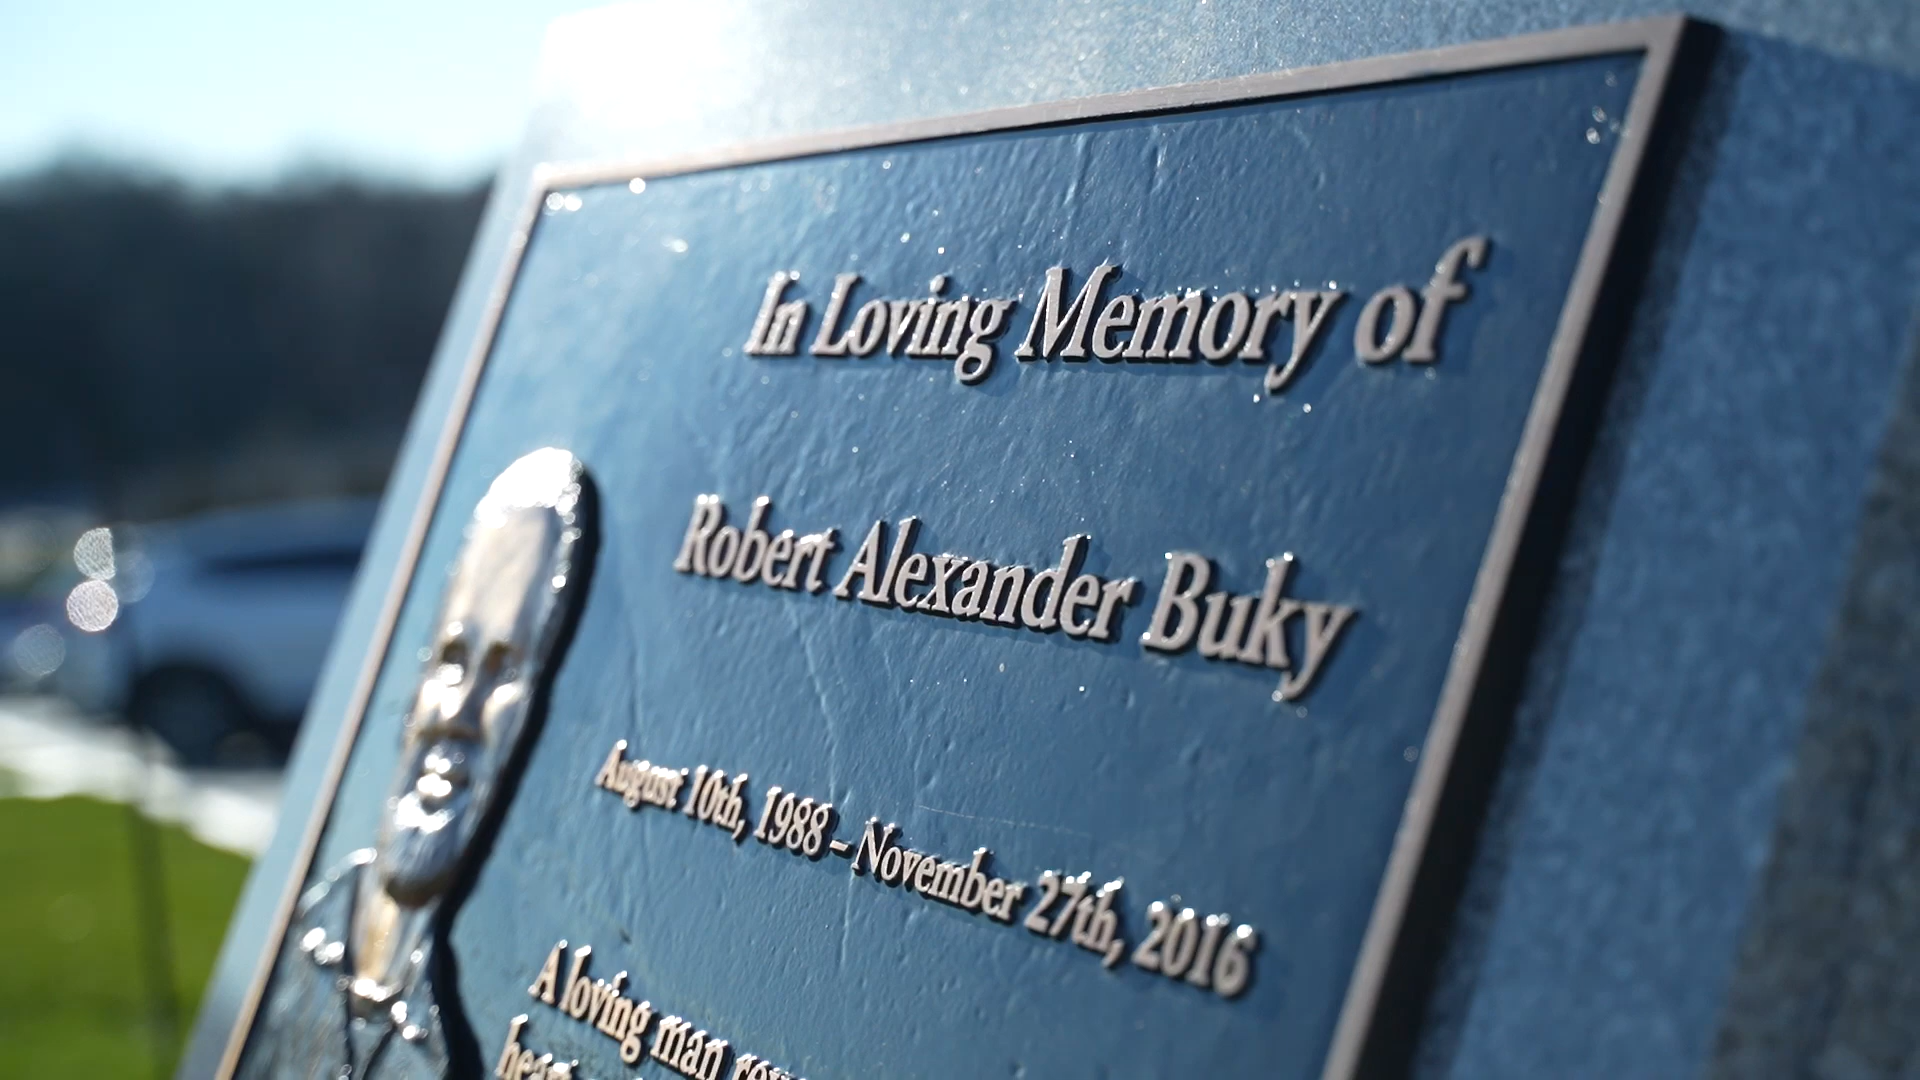 In Loving Memory of
Robert Alexander Buky
August 10th, 1988 – November 27th, 2016
A loving man